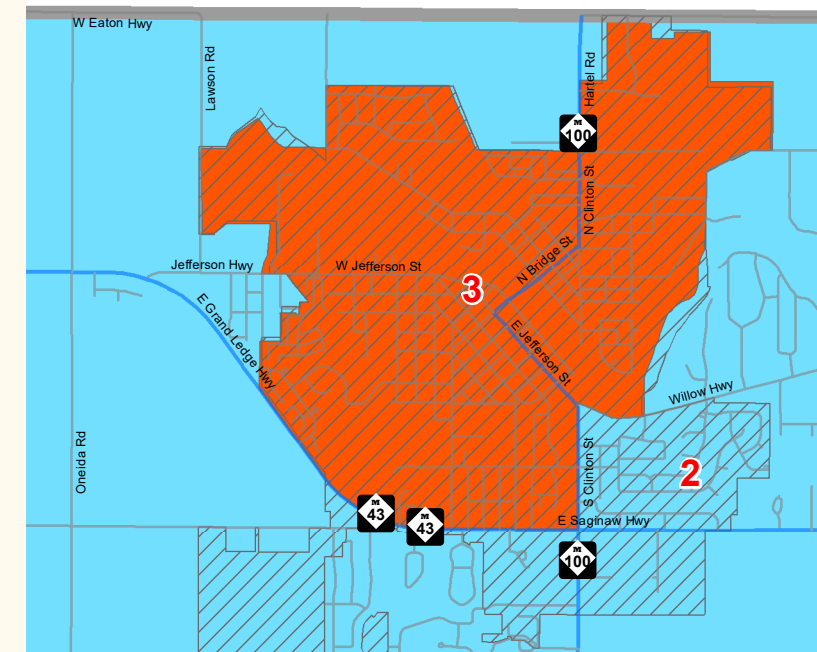 W Eaton Hwy
Lawson Rd
Hartel Rd
M
100
N Clinton St
N Bridge St
Jefferson Hwy
W Jefferson St
3
E Grand Ledge Hwy
E Jefferson St
Willow Hwy
Oneida Rd
S Clinton St
2
M
43
M
43
E Saginaw Hwy
M
100